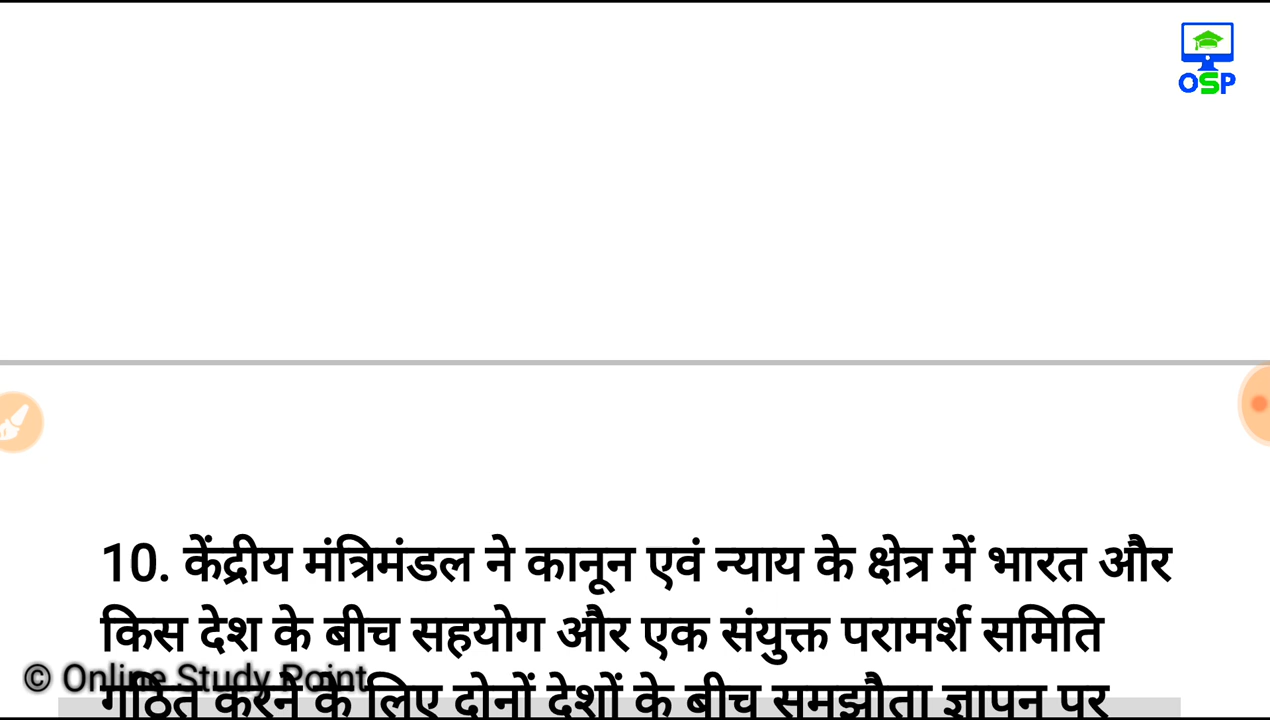 OSP
10. केंद्रीय मंत्रिमंडल ने कानून एवं न्याय के क्षेत्र में भारत और
किस देश के बीच सहयोग और एक संयुक्त परामर्श समिति
© Online Study Point
गठित करने के लिए दोनों देशों के बीच समझौता ज्ञापन पर